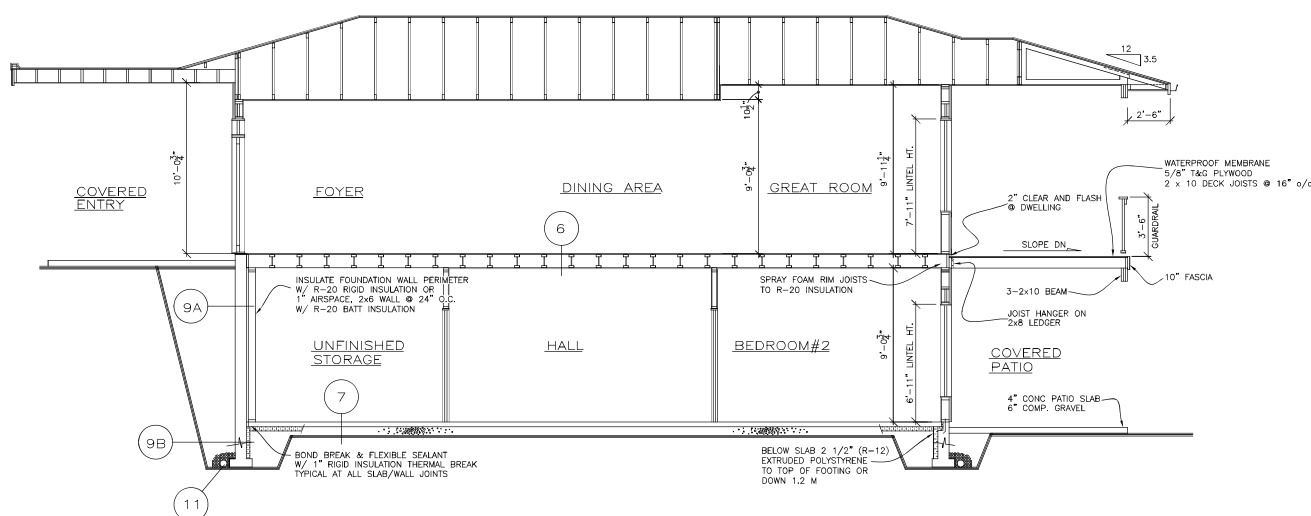 12
3.5
2'-6"
10 1/2"
10'-0 3/4"
9'-0 3/4"
9'-11 1/2"
7'-11" LINTEL HT.
COVERED
ENTRY
FOYER
DINING AREA
GREAT ROOM
WATERPROOF MEMBRANE
5/8" T&G PLYWOOD
2 x 10 DECK JOISTS @ 16" o/c
2" CLEAR AND FLASH
@ DWELLING
3'-6"
GUARDRAIL
SLOPE DN
6
INSULATE FOUNDATION WALL PERIMETER
W/ R-20 RIGID INSULATION OR
1" AIRSPACE, 2x6 WALL @ 24" O.C.
W/ R-20 BATT INSULATION
SPRAY FOAM RIM JOISTS
TO R-20 INSULATION
10" FASCIA
3-2x10 BEAM
JOIST HANGER ON
2x8 LEDGER
9A
UNFINISHED
STORAGE
HALL
BEDROOM#2
9'-0 3/4"
6'-11" LINTEL HT.
COVERED
PATIO
7
4" CONC PATIO SLAB
6" COMP. GRAVEL
9B
BOND BREAK & FLEXIBLE SEALANT
W/ 1" RIGID INSULATION THERMAL BREAK
TYPICAL AT ALL SLAB/WALL JOINTS
BELOW SLAB 2 1/2" (R-12)
EXTRUDED POLYSTYRENE
TO TOP OF FOOTING OR
DOWN 1.2 M
11